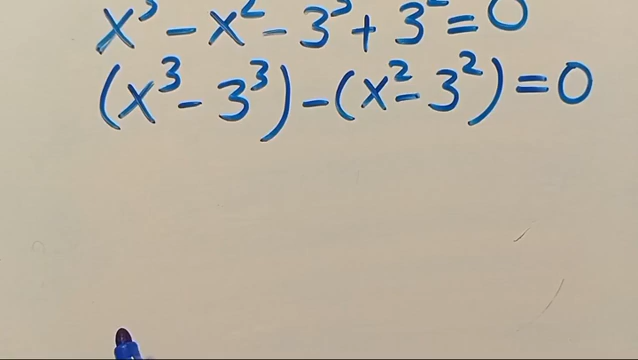 x³ - x² - 3³ + 3² = 0
(x³ - 3³) - (x² - 3²) = 0